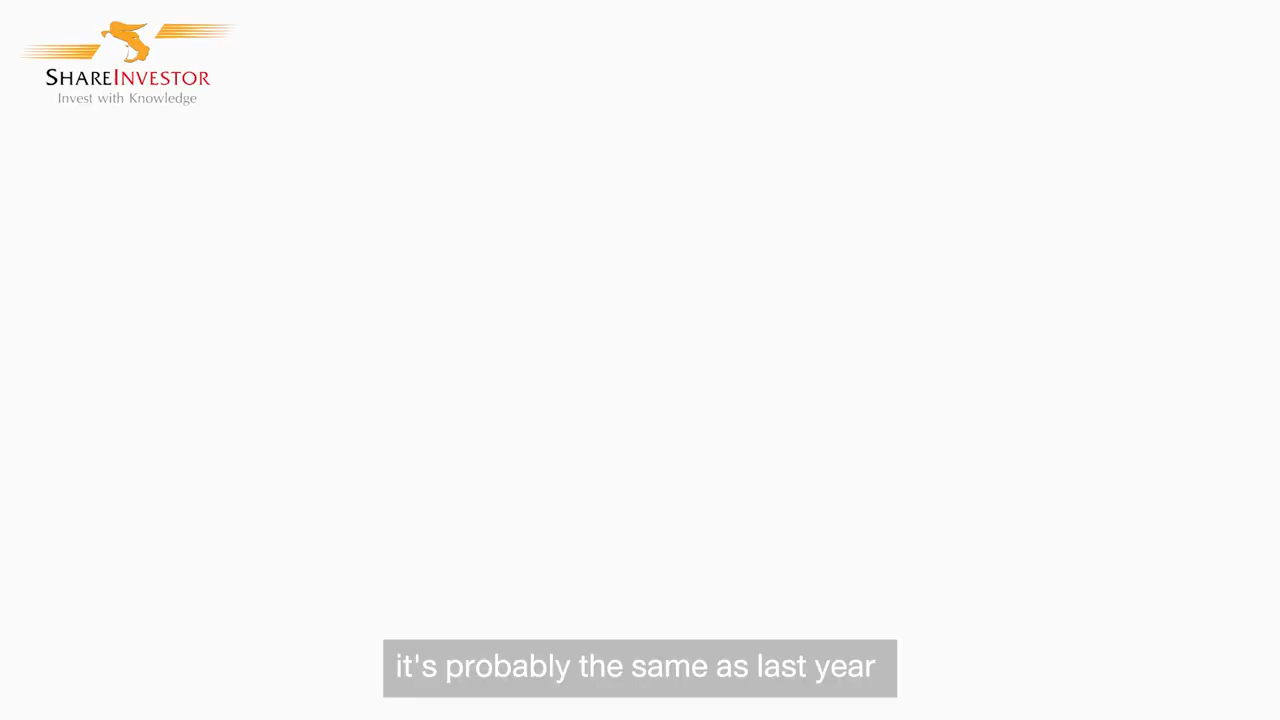 SHAREINVESTOR
Invest with Knowledge
it's probably the same as last year